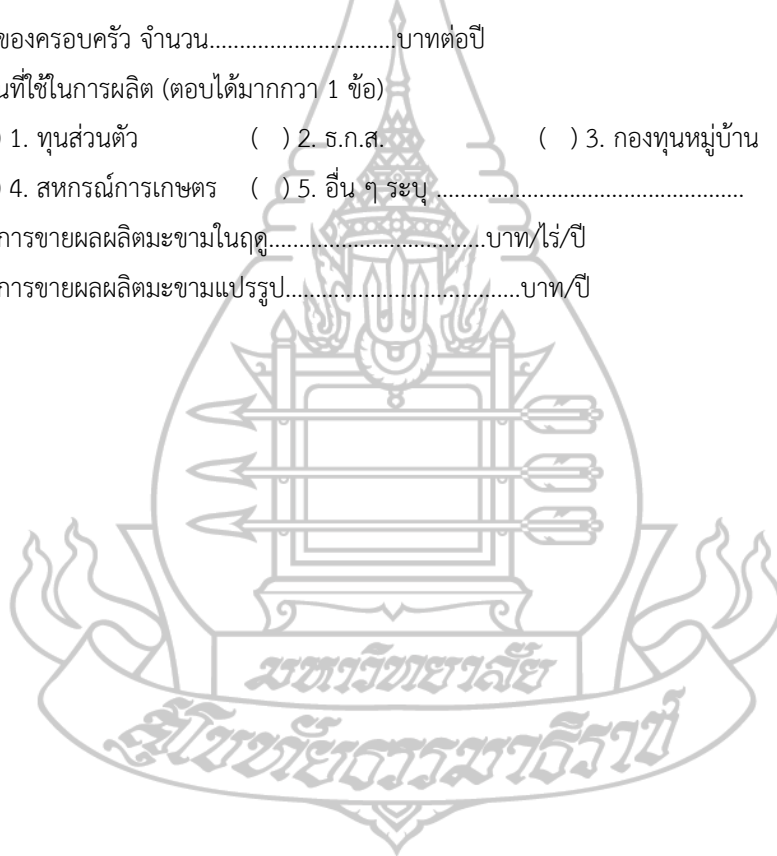 ของครอบครัว จำนวน...............................บาทต่อปี
นที่ใช้ในการผลิต (ตอบได้มากกวา 1 ข้อ)
) 1. ทุนส่วนตัว ( ) 2. ธ.ก.ส. ( ) 3. กองทุนหมู่บ้าน
) 4. สหกรณ์การเกษตร ( ) 5. อื่น ๆ ระบุ ...................................................
การขายผลผลิตมะขามในฤดู....................................บาท/ไร่/ปี
การขายผลผลิตมะขามแปรรูป.......................................บาท/ปี
มหาวิทยาลัย
สุโขทัยธรรมาธิราช